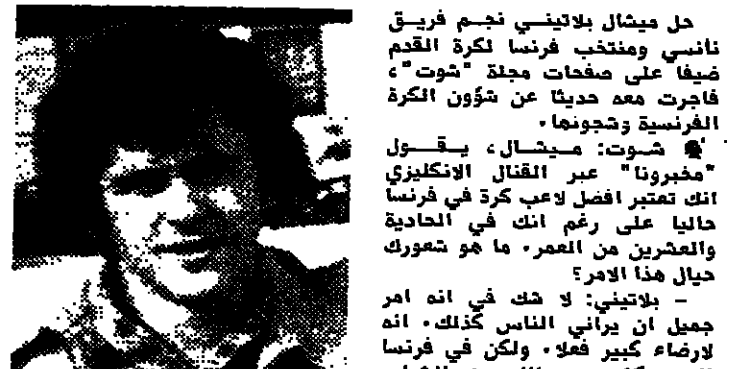 حل ميشال بلاتيني نجم فريق
نانسي ومنتخب فرنسا لكرة القدم
ضيفا على صفحات مجلة "شوت"،
فاجرت معه حديثا عن شؤون الكرة
الفرنسية وشجونها.
شوت: ميشال، يقول
"مخبرونا" عبر القنال الانكليزي
انك تعتبر افضل لاعب كرة في فرنسا
حاليا على رغم انك في الحادية
والعشرين من العمر. ما هو شعورك
حيال هذا الامر؟
– بلاتيني: لا شك في انه امر
جميل ان يراني الناس كذلك. انه
لارضاء كبير فعلا. ولكن في فرنسا